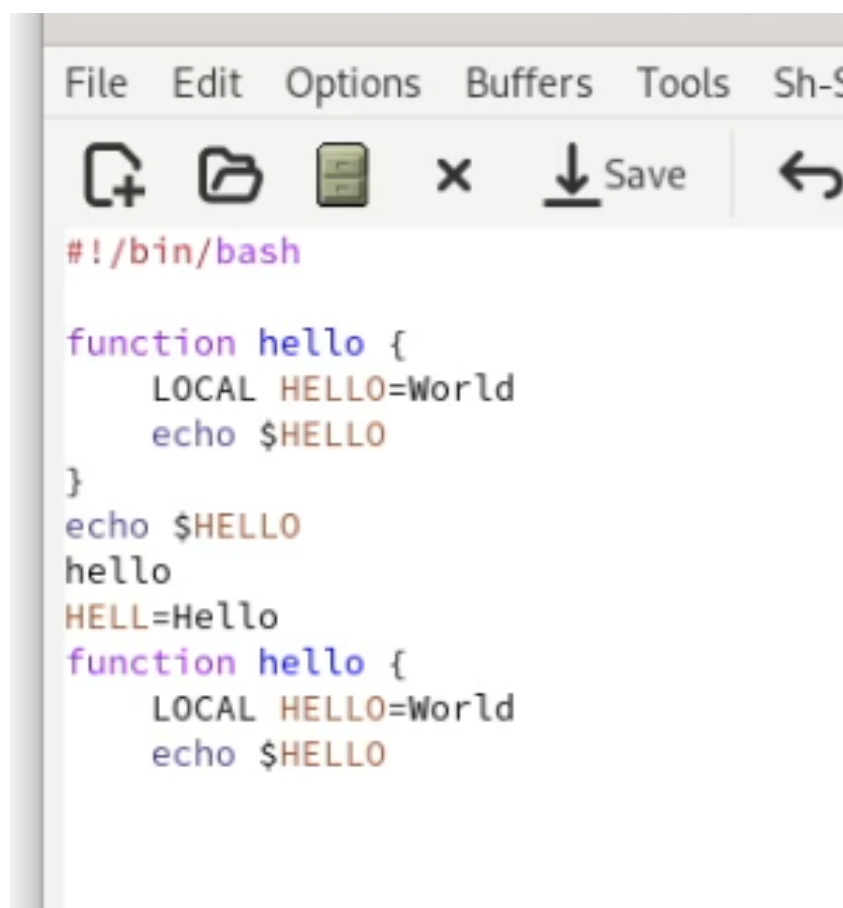 File Edit Options Buffers Tools Sh-S
Save
#!/bin/bash
function hello {
    LOCAL HELLO=World
    echo $HELLO
}
echo $HELLO
hello
HELL=Hello
function hello {
    LOCAL HELLO=World
    echo $HELLO